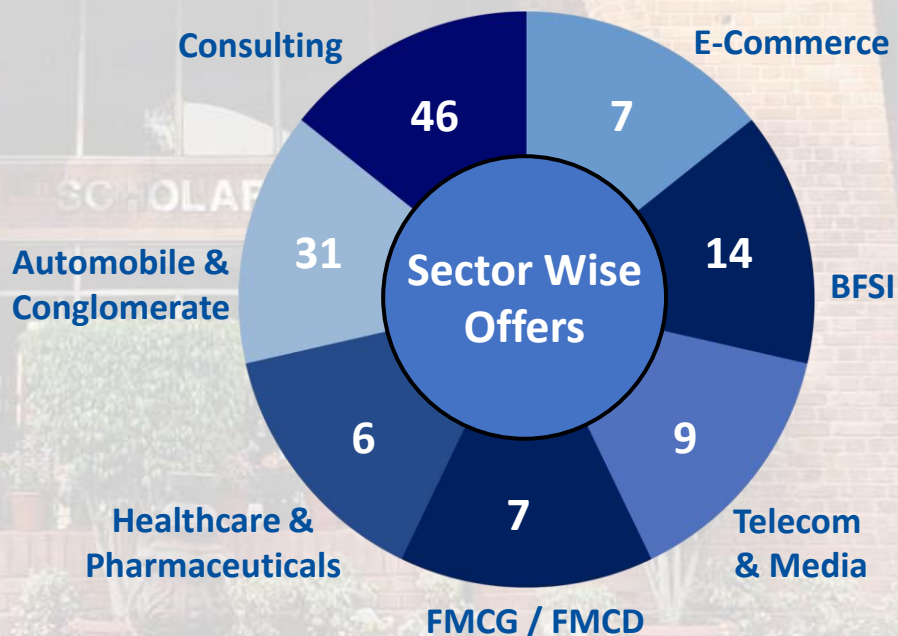 Consulting
E-Commerce
46
7
SCHOLAR
31
Sector Wise
Offers
14
Automobile &
Conglomerate
BFSI
6
9
7
Healthcare &
Pharmaceuticals
Telecom
& Media
FMCG / FMCD